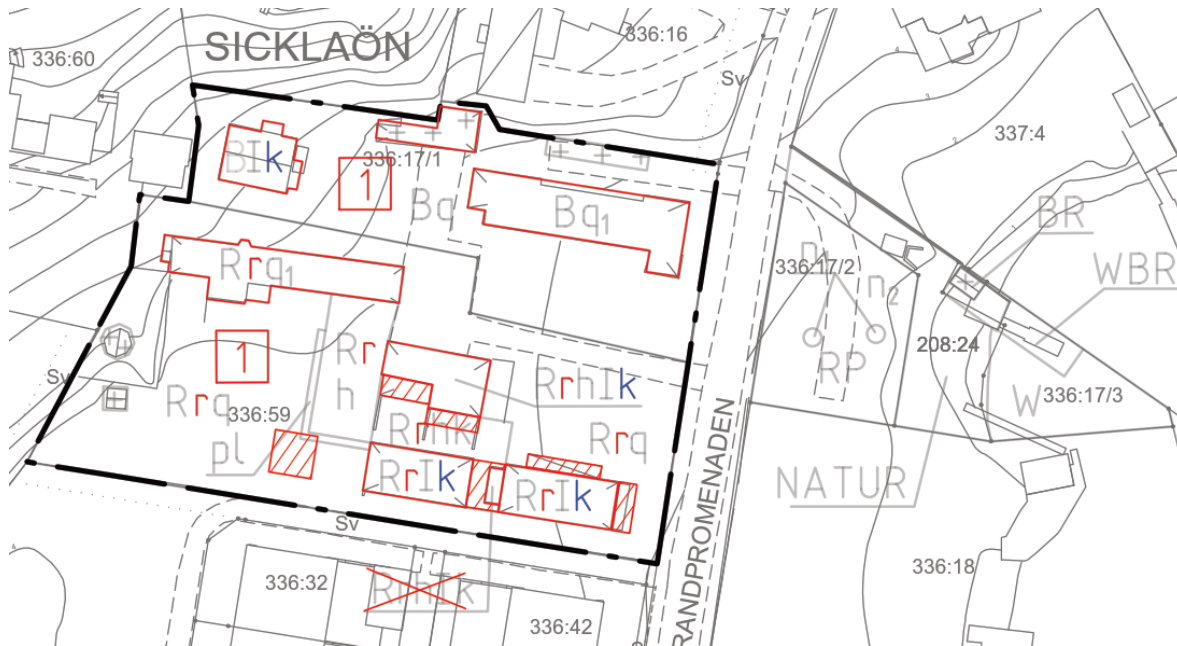 SICKLAÖN
336:60
336:16
Sv
337:4
BIk
336:17/1
1
Bq
Bq₁
BR
n₁
336:17/2
n₂
WBR
Rrq₁
RP
208:24
W
336:17/3
1
Rr
h
RrhIk
Sv
Rrq
336:59
Rrhk
Rrq
pl
RrIk
RrIk
NATUR
STRANDPROMENADEN
Sv
336:32
RrhIk
336:18
336:42